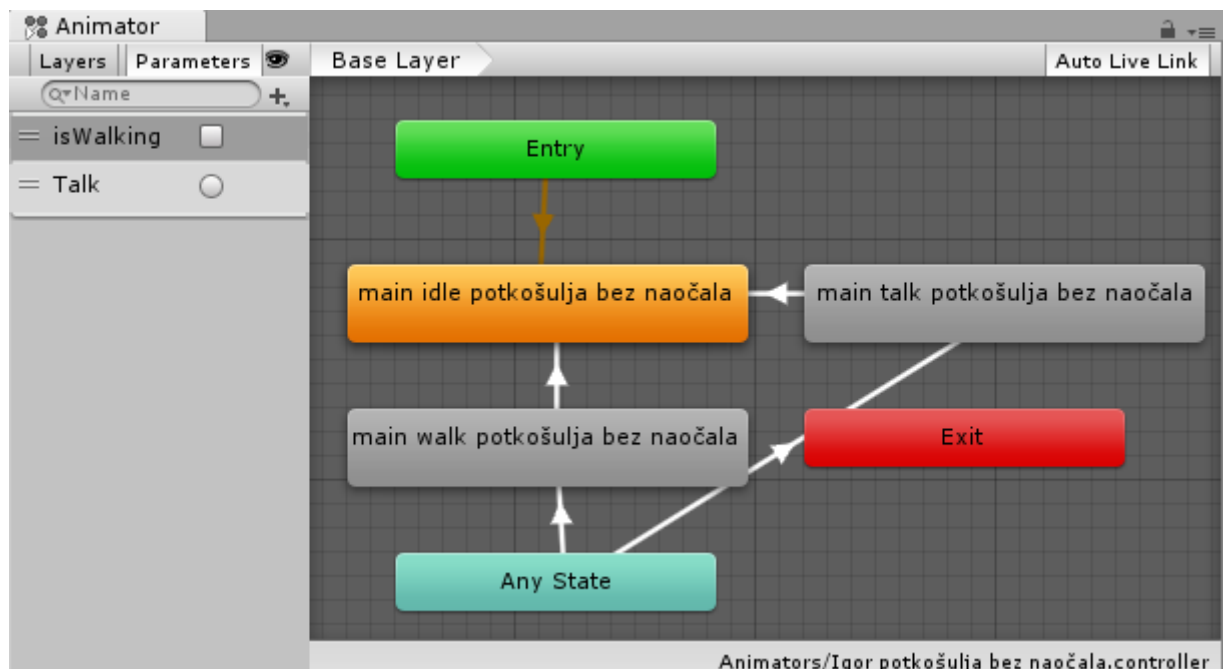 Animator
Layers Parameters Base Layer Auto Live Link
Name
isWalking
Talk
Entry
main idle potkošulja bez naočala
main talk potkošulja bez naočala
main walk potkošulja bez naočala
Exit
Any State
Animators/Igor potkošulja bez naočala.controller